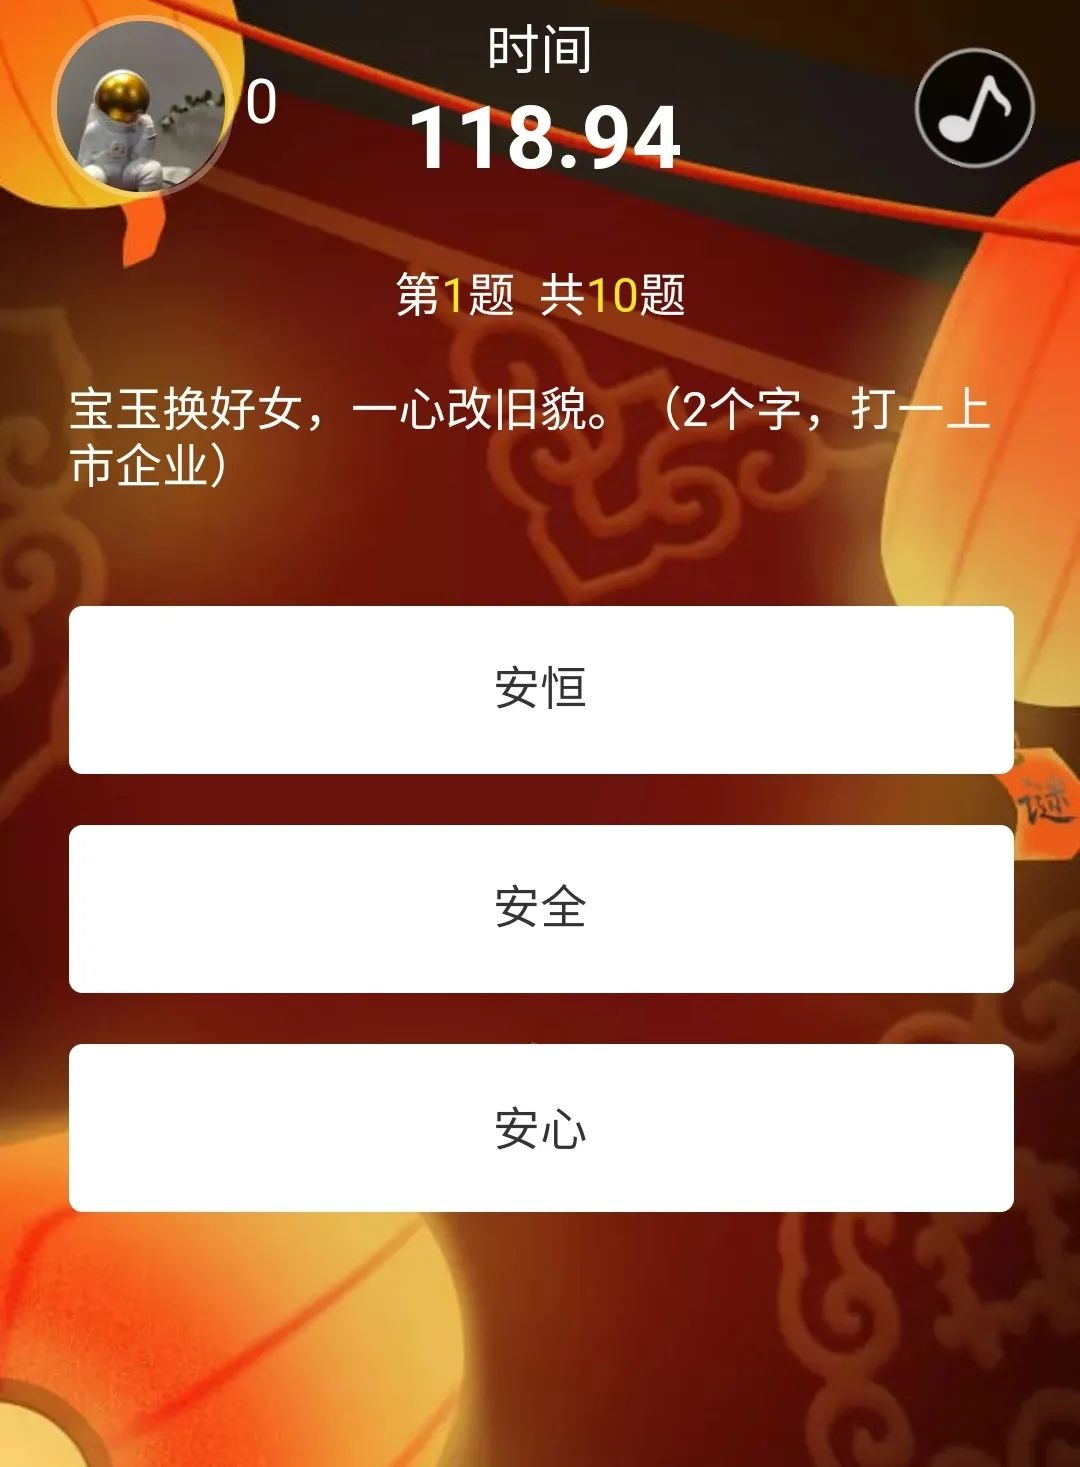 时间
0
118.94
第1题 共10题
宝玉换好女，一心改旧貌。（2个字，打一上
市企业）
安恒
谜
安全
安心